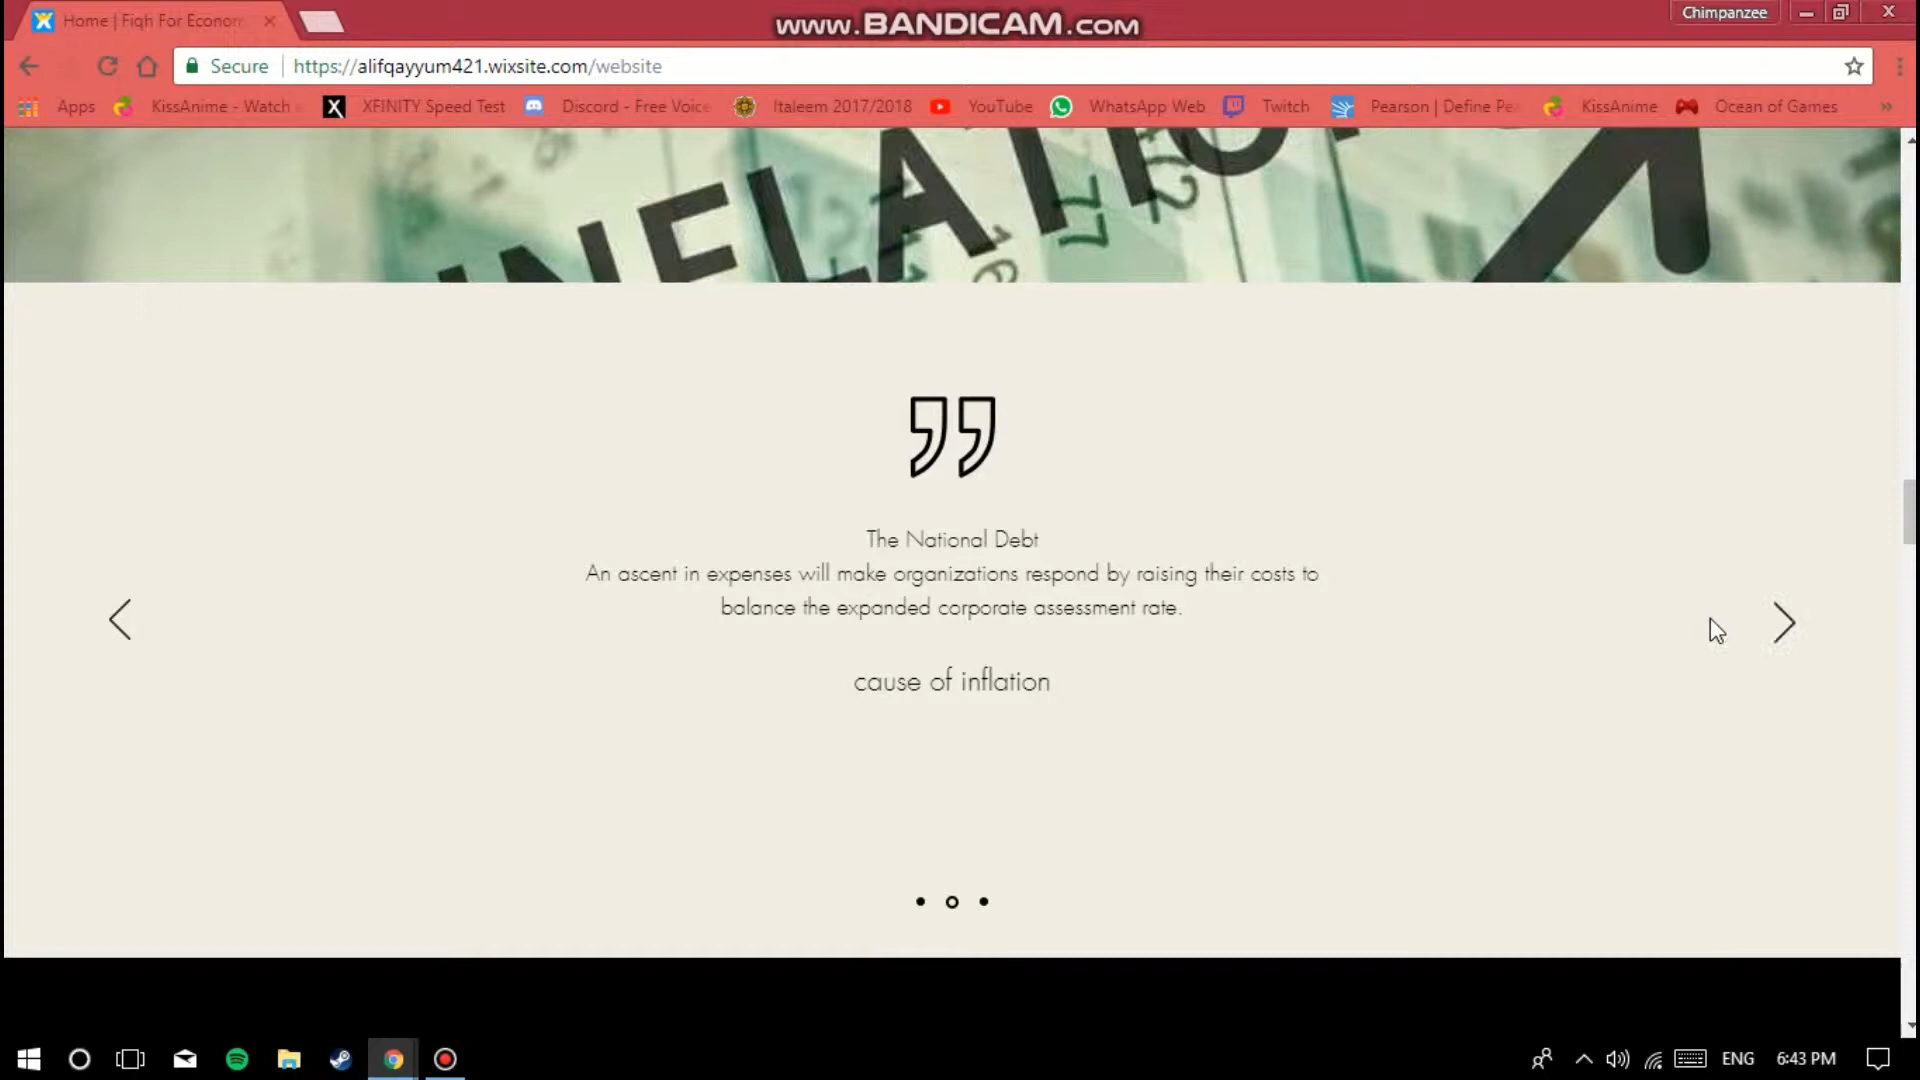 Home | Fiqh For Econom
www.BANDICAM.com
Chimpanzee
Secure
https://alifqayyum421.wixsite.com/website
Apps
KissAnime - Watch
XFINITY Speed Test
Discord - Free Voice
Italeem 2017/2018
YouTube
WhatsApp Web
Twitch
Pearson | Define Pe
KissAnime
Ocean of Games
»
INFLATION
The National Debt
An ascent in expenses will make organizations respond by raising their costs to
balance the expanded corporate assessment rate.
cause of inflation
ENG
6:43 PM